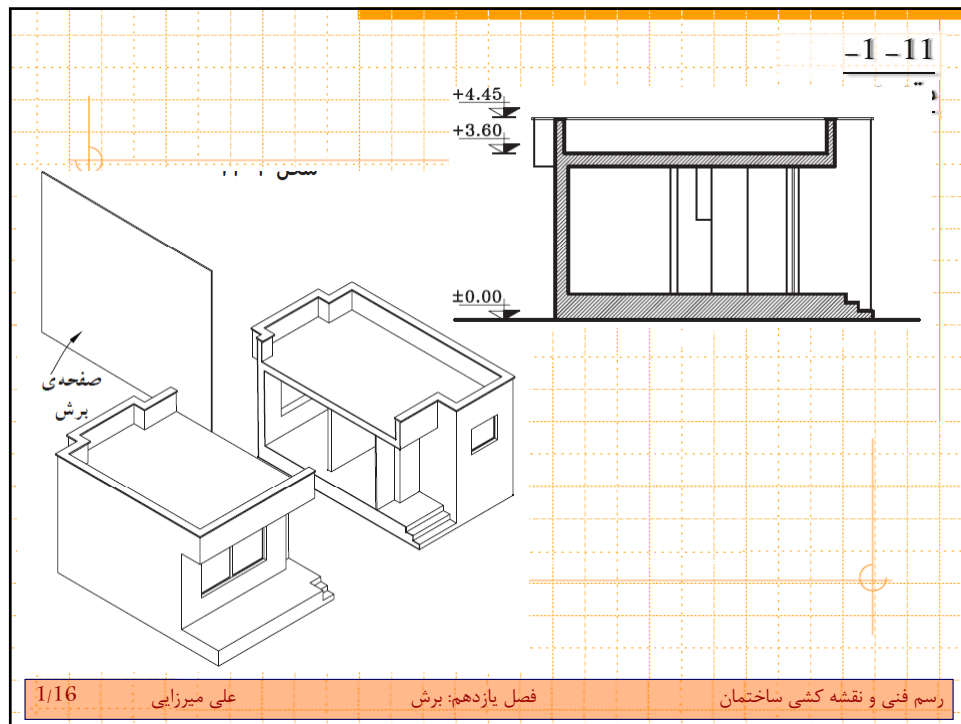 11- 1-
+4.45
+3.60
±0.00
صفحه‌ی
برش
رسم فنی و نقشه کشی ساختمان
فصل یازدهم: برش
علی میرزایی
1/16